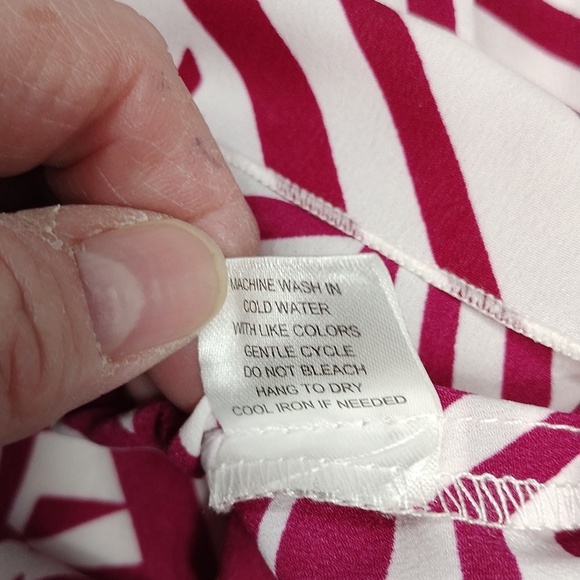 MACHINE WASH IN
COLD WATER
WITH LIKE COLORS
GENTLE CYCLE
DO NOT BLEACH
HANG TO DRY
COOL IRON IF NEEDED